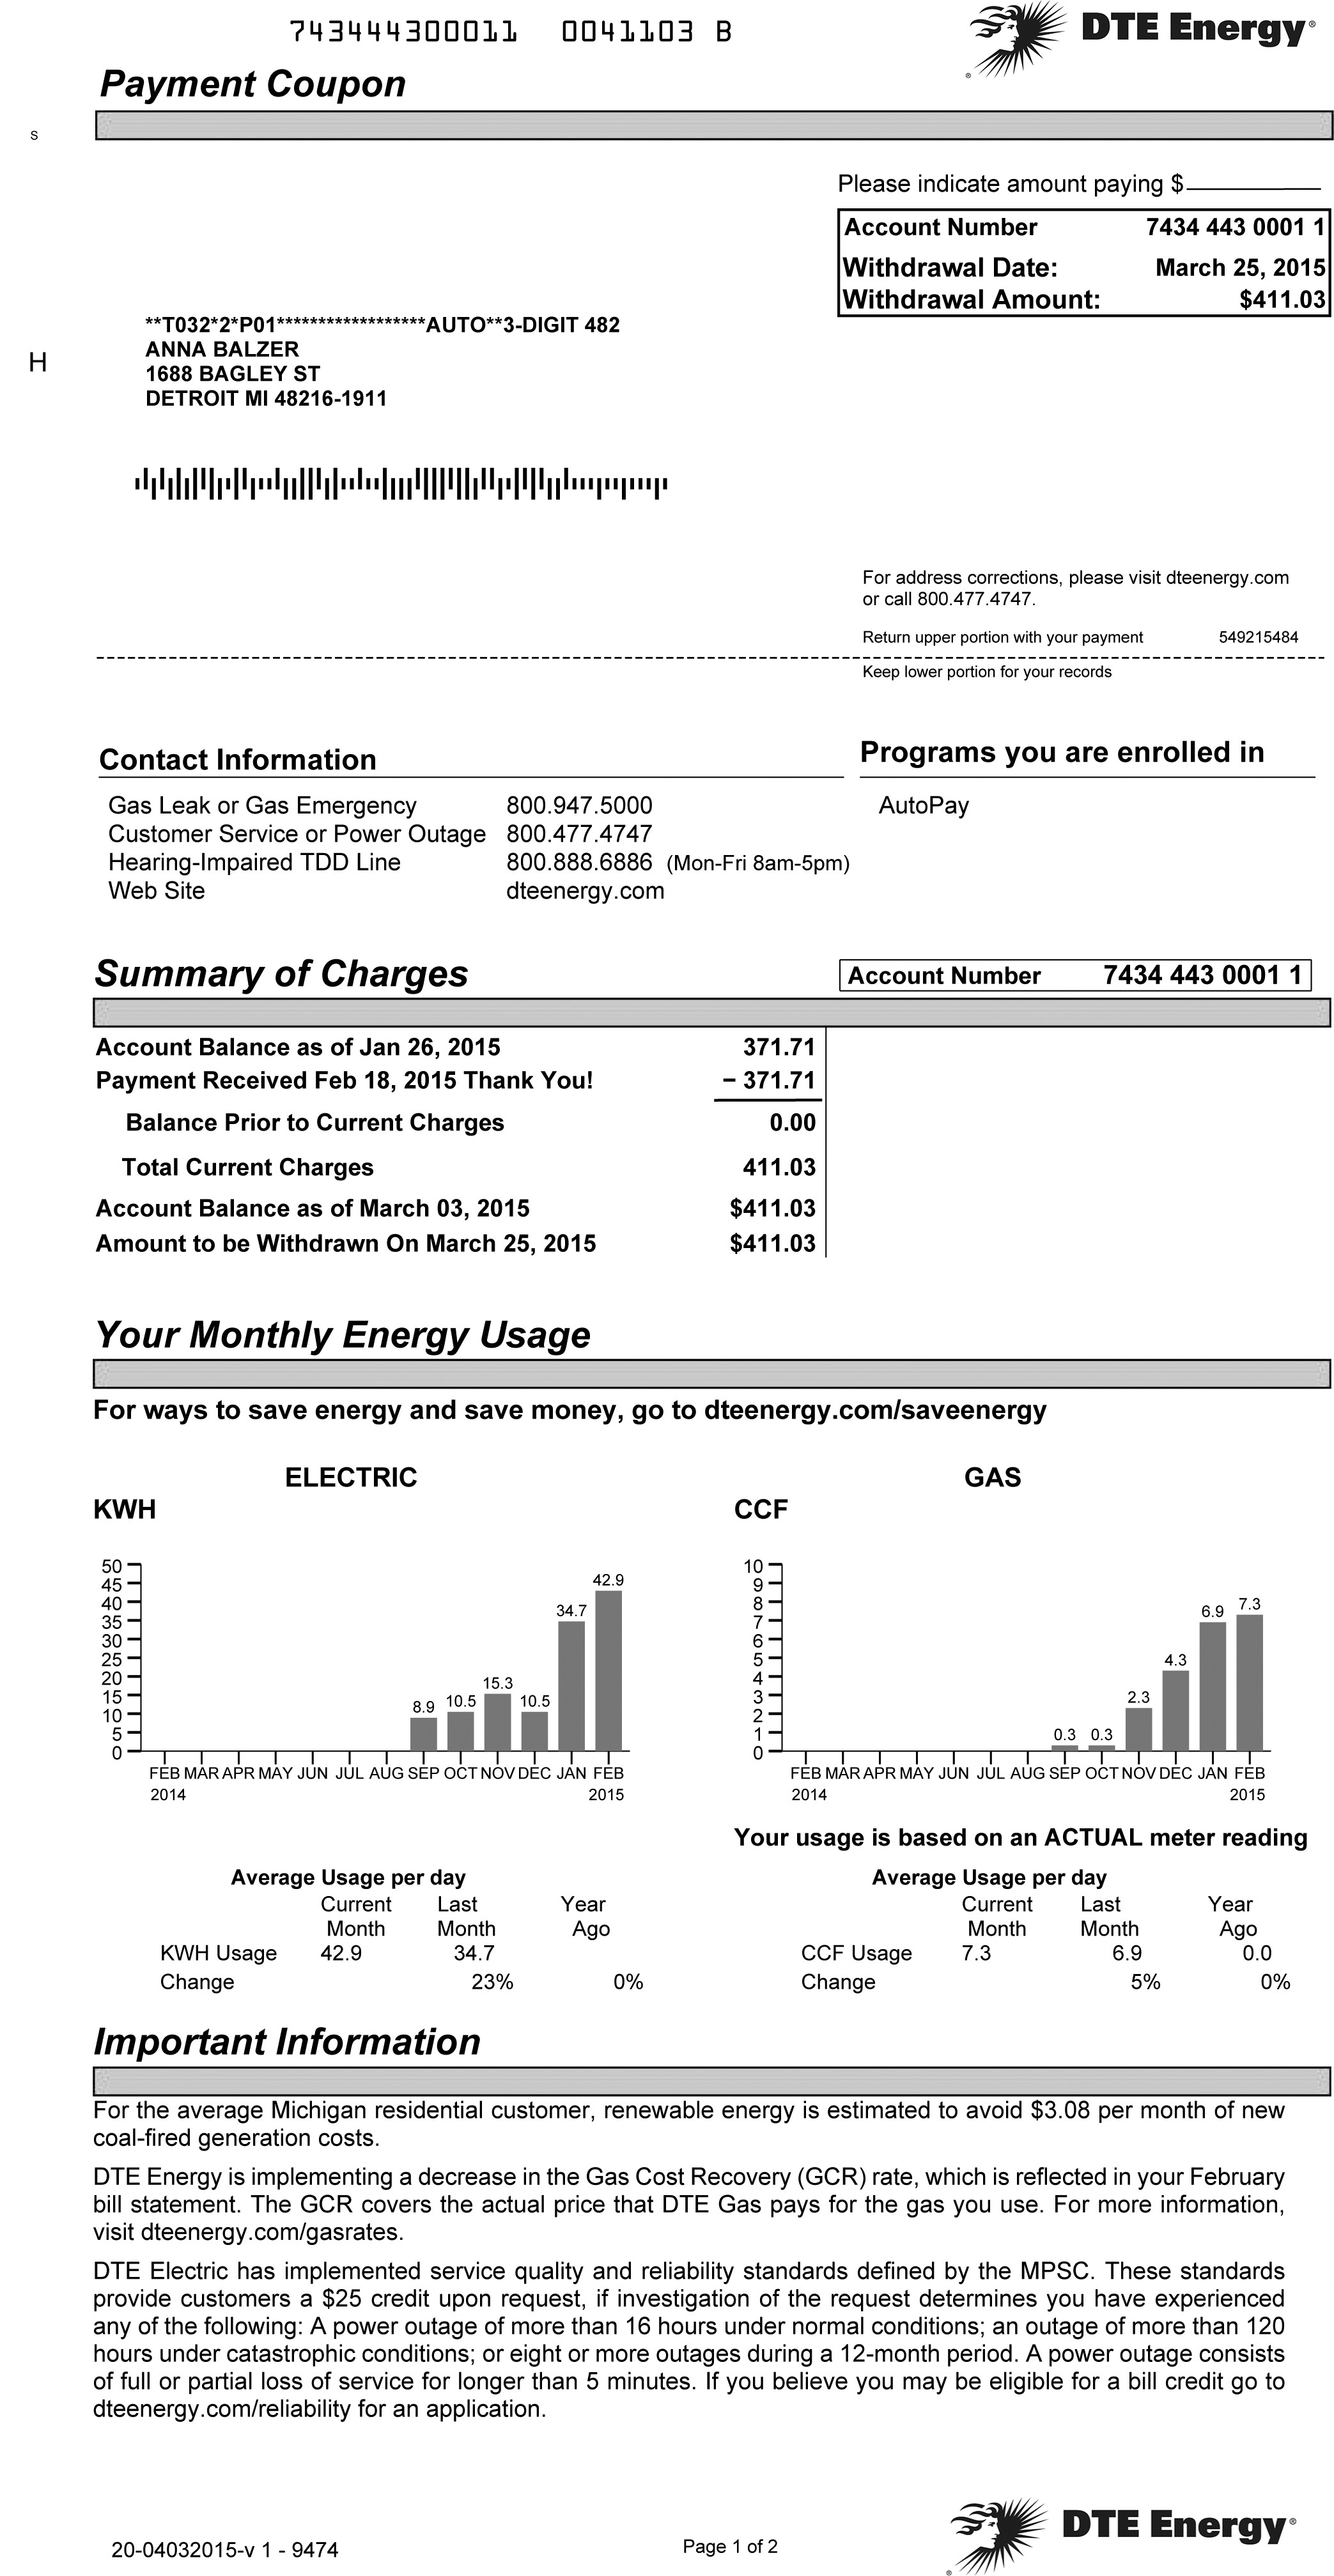 743444300011 0041103 B
DTE Energy®
Payment Coupon
S
Please indicate amount paying $
Account Number 7434 443 0001 1
Withdrawal Date: March 25, 2015
Withdrawal Amount: $411.03
**T032*2*P01******************AUTO**3-DIGIT 482
ANNA BALZER
H
1688 BAGLEY ST
DETROIT MI 48216-1911
For address corrections, please visit dteenergy.com
or call 800.477.4747.
Return upper portion with your payment 549215484
Keep lower portion for your records
Contact Information
Programs you are enrolled in
Gas Leak or Gas Emergency 800.947.5000
AutoPay
Customer Service or Power Outage 800.477.4747
Hearing-Impaired TDD Line 800.888.6886 (Mon-Fri 8am-5pm)
Web Site dteenergy.com
Summary of Charges
Account Number 7434 443 0001 1
Account Balance as of Jan 26, 2015 371.71
Payment Received Feb 18, 2015 Thank You! − 371.71
Balance Prior to Current Charges 0.00
Total Current Charges 411.03
Account Balance as of March 03, 2015 $411.03
Amount to be Withdrawn On March 25, 2015 $411.03
Your Monthly Energy Usage
For ways to save energy and save money, go to dteenergy.com/saveenergy
ELECTRIC
KWH
50
45
40
35
30
25
20
15
10
5
0
8.9 10.5 15.3 10.5 34.7 42.9
FEB MAR APR MAY JUN JUL AUG SEP OCT NOV DEC JAN FEB
2014 2015
Average Usage per day
Current Last Year
Month Month Ago
KWH Usage 42.9 34.7
Change 23% 0%
GAS
CCF
10
9
8
7
6
5
4
3
2
1
0
0.3 0.3 2.3 4.3 6.9 7.3
FEB MAR APR MAY JUN JUL AUG SEP OCT NOV DEC JAN FEB
2014 2015
Your usage is based on an ACTUAL meter reading
Average Usage per day
Current Last Year
Month Month Ago
CCF Usage 7.3 6.9 0.0
Change 5% 0%
Important Information
For the average Michigan residential customer, renewable energy is estimated to avoid $3.08 per month of new
coal-fired generation costs.
DTE Energy is implementing a decrease in the Gas Cost Recovery (GCR) rate, which is reflected in your February
bill statement. The GCR covers the actual price that DTE Gas pays for the gas you use. For more information,
visit dteenergy.com/gasrates.
DTE Electric has implemented service quality and reliability standards defined by the MPSC. These standards
provide customers a $25 credit upon request, if investigation of the request determines you have experienced
any of the following: A power outage of more than 16 hours under normal conditions; an outage of more than 120
hours under catastrophic conditions; or eight or more outages during a 12-month period. A power outage consists
of full or partial loss of service for longer than 5 minutes. If you believe you may be eligible for a bill credit go to
dteenergy.com/reliability for an application.
20-04032015-v 1 - 9474
Page 1 of 2
DTE Energy®